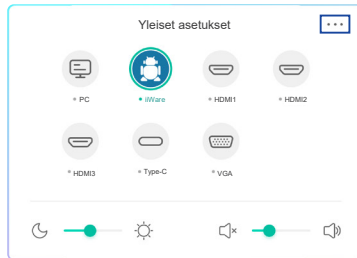 Yleiset asetukset
PC
iiWare
HDMI1
HDMI2
HDMI3
Type-C
VGA